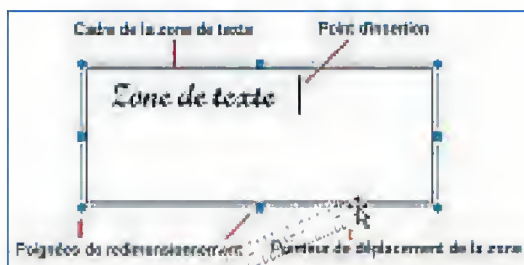 Cadre de la zone de texte Point d'insertion
Zone de texte
Poignées de redimensionnement Pointeur de déplacement de la zone